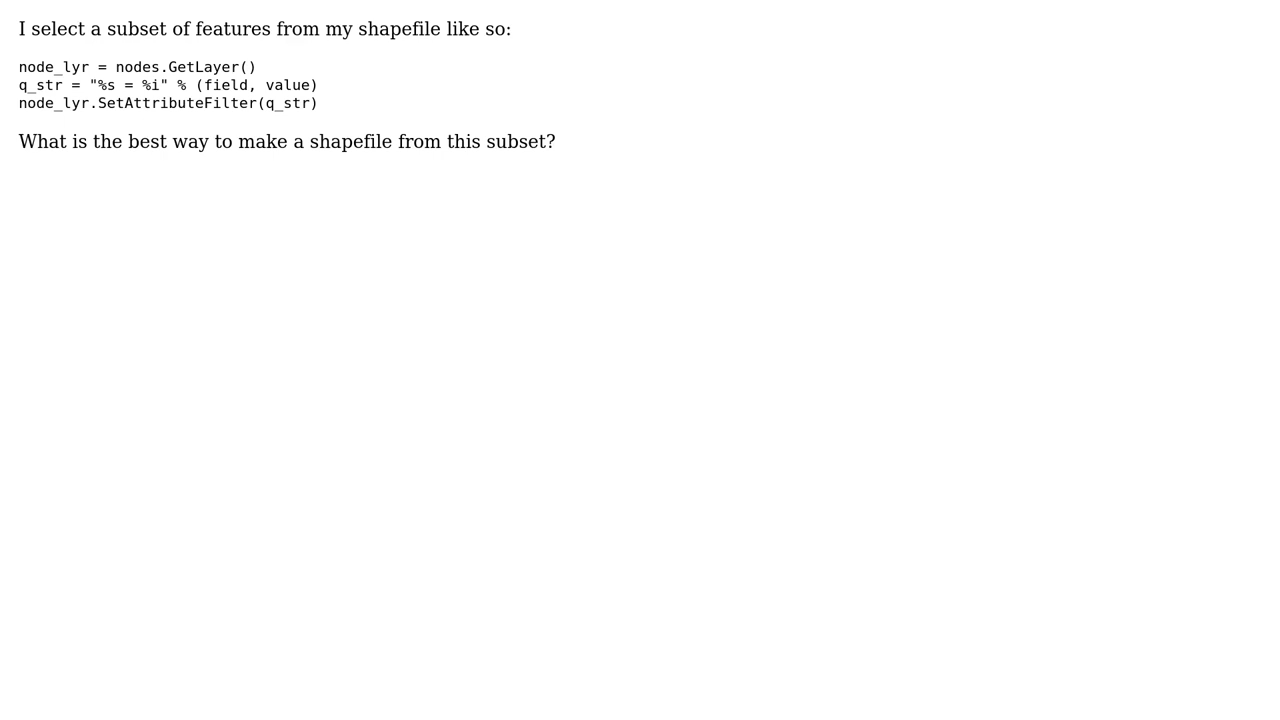 I select a subset of features from my shapefile like so:
node_lyr = nodes.GetLayer()
q_str = "%s = %i" % (field, value)
node_lyr.SetAttributeFilter(q_str)
What is the best way to make a shapefile from this subset?